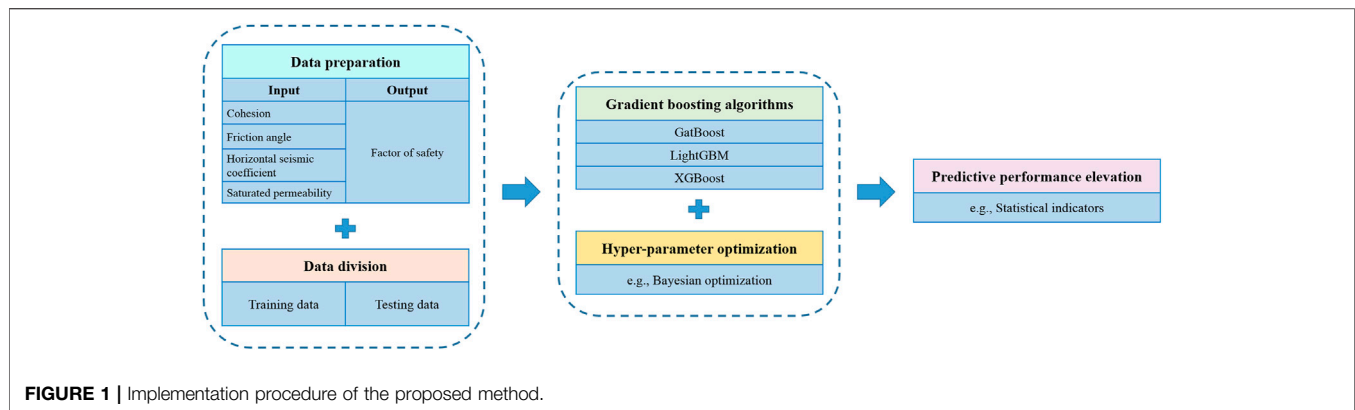 Data preparation
Input
Output
Cohesion
Friction angle
Horizontal seismic
coefficient
Saturated permeability
Factor of safety
Data division
Training data
Testing data
Gradient boosting algorithms
GatBoost
LightGBM
XGBoost
Hyper-parameter optimization
e.g., Bayesian optimization
Predictive performance elevation
e.g., Statistical indicators
FIGURE 1 | Implementation procedure of the proposed method.